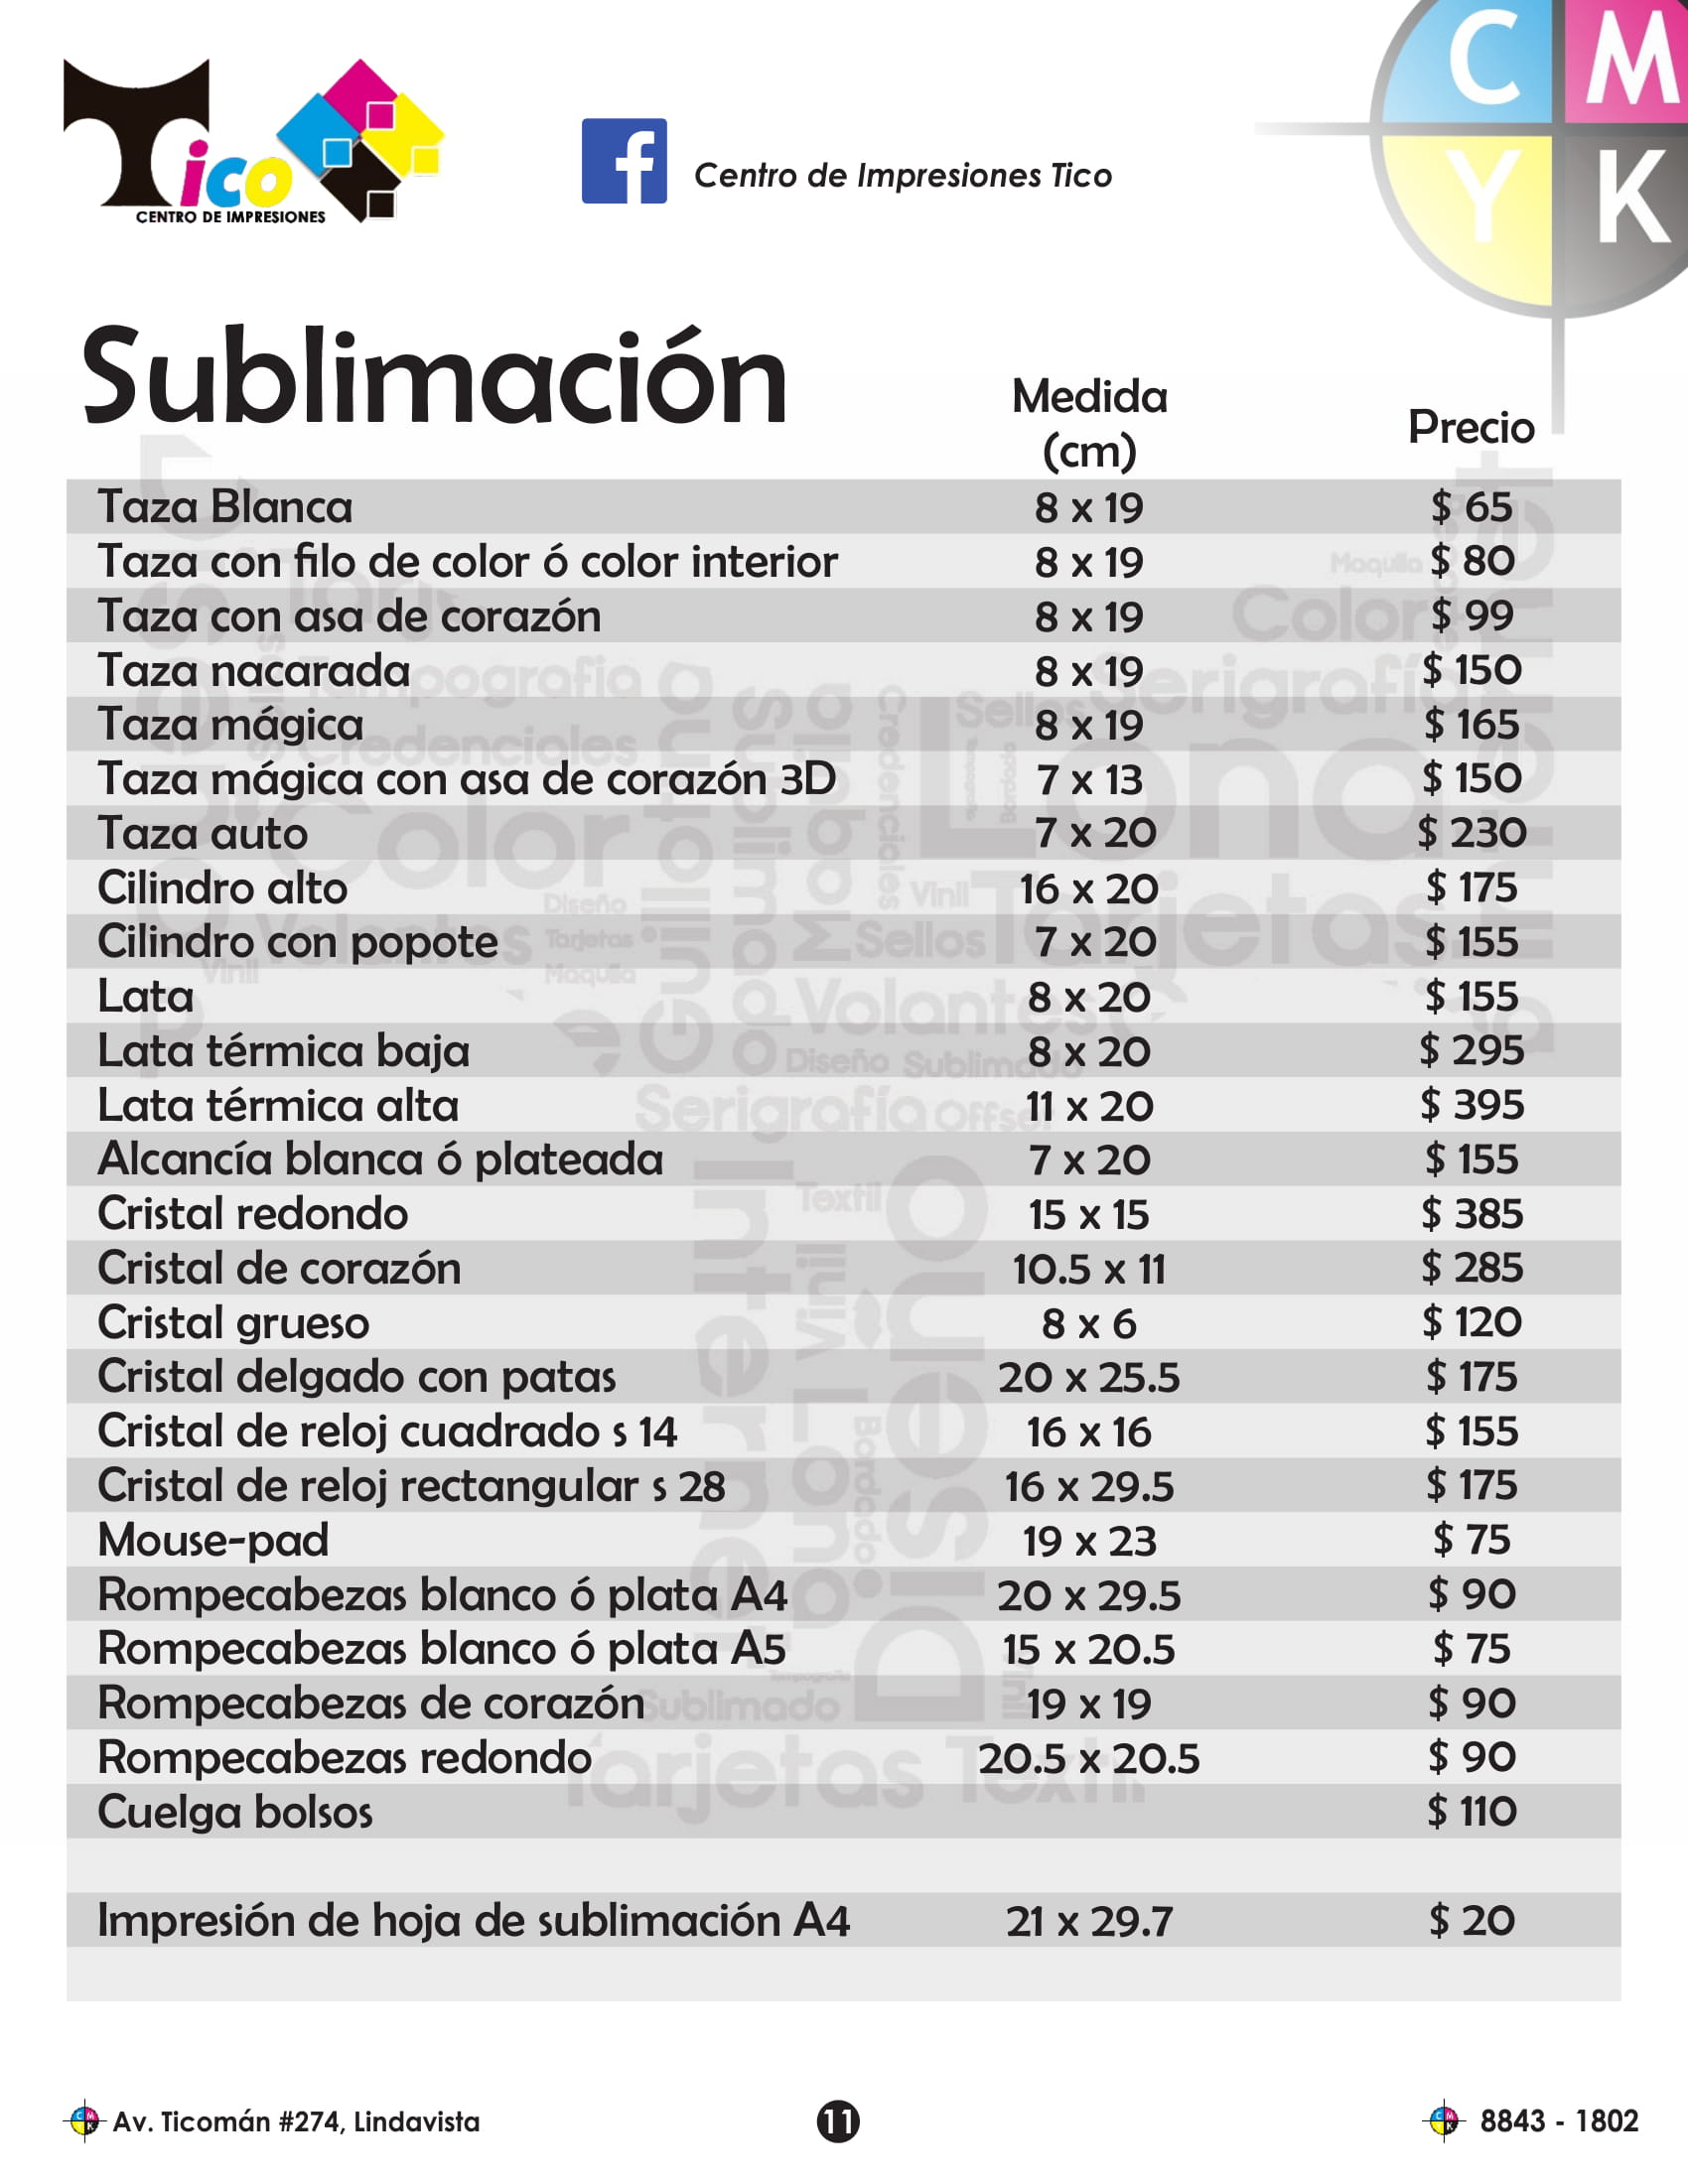 Tico
CENTRO DE IMPRESIONES
f Centro de Impresiones Tico
C M
Y K
Sublimación Medida (cm) Precio
Taza Blanca 8 x 19 $ 65
Taza con filo de color ó color interior 8 x 19 $ 80
Taza con asa de corazón 8 x 19 $ 99
Taza nacarada 8 x 19 $ 150
Taza mágica 8 x 19 $ 165
Taza mágica con asa de corazón 3D 7 x 13 $ 150
Taza auto 7 x 20 $ 230
Cilindro alto 16 x 20 $ 175
Cilindro con popote 7 x 20 $ 155
Lata 8 x 20 $ 155
Lata térmica baja 8 x 20 $ 295
Lata térmica alta 11 x 20 $ 395
Alcancía blanca ó plateada 7 x 20 $ 155
Cristal redondo 15 x 15 $ 385
Cristal de corazón 10.5 x 11 $ 285
Cristal grueso 8 x 6 $ 120
Cristal delgado con patas 20 x 25.5 $ 175
Cristal de reloj cuadrado s 14 16 x 16 $ 155
Cristal de reloj rectangular s 28 16 x 29.5 $ 175
Mouse-pad 19 x 23 $ 75
Rompecabezas blanco ó plata A4 20 x 29.5 $ 90
Rompecabezas blanco ó plata A5 15 x 20.5 $ 75
Rompecabezas de corazón 19 x 19 $ 90
Rompecabezas redondo 20.5 x 20.5 $ 90
Cuelga bolsos $ 110
Impresión de hoja de sublimación A4 21 x 29.7 $ 20
Av. Ticomán #274, Lindavista 11 8843 - 1802